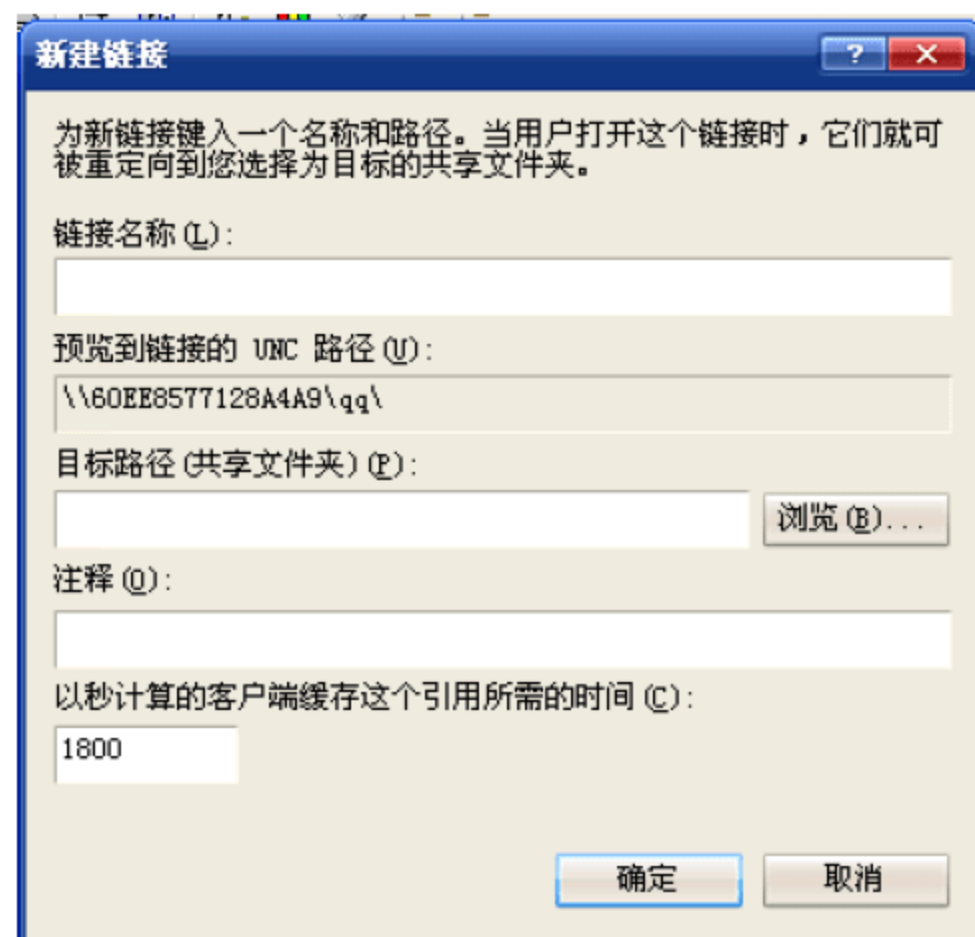 新建链接
为新链接键入一个名称和路径。当用户打开这个链接时，它们就可
被重定向到您选择为目标的共享文件夹。
链接名称(L):
预览到链接的 UNC 路径(U):
\\60EE8577128A4A9\qq\
目标路径(共享文件夹)(P):
浏览(B)...
注释(O):
以秒计算的客户端缓存这个引用所需的时间(C):
1800
确定 取消